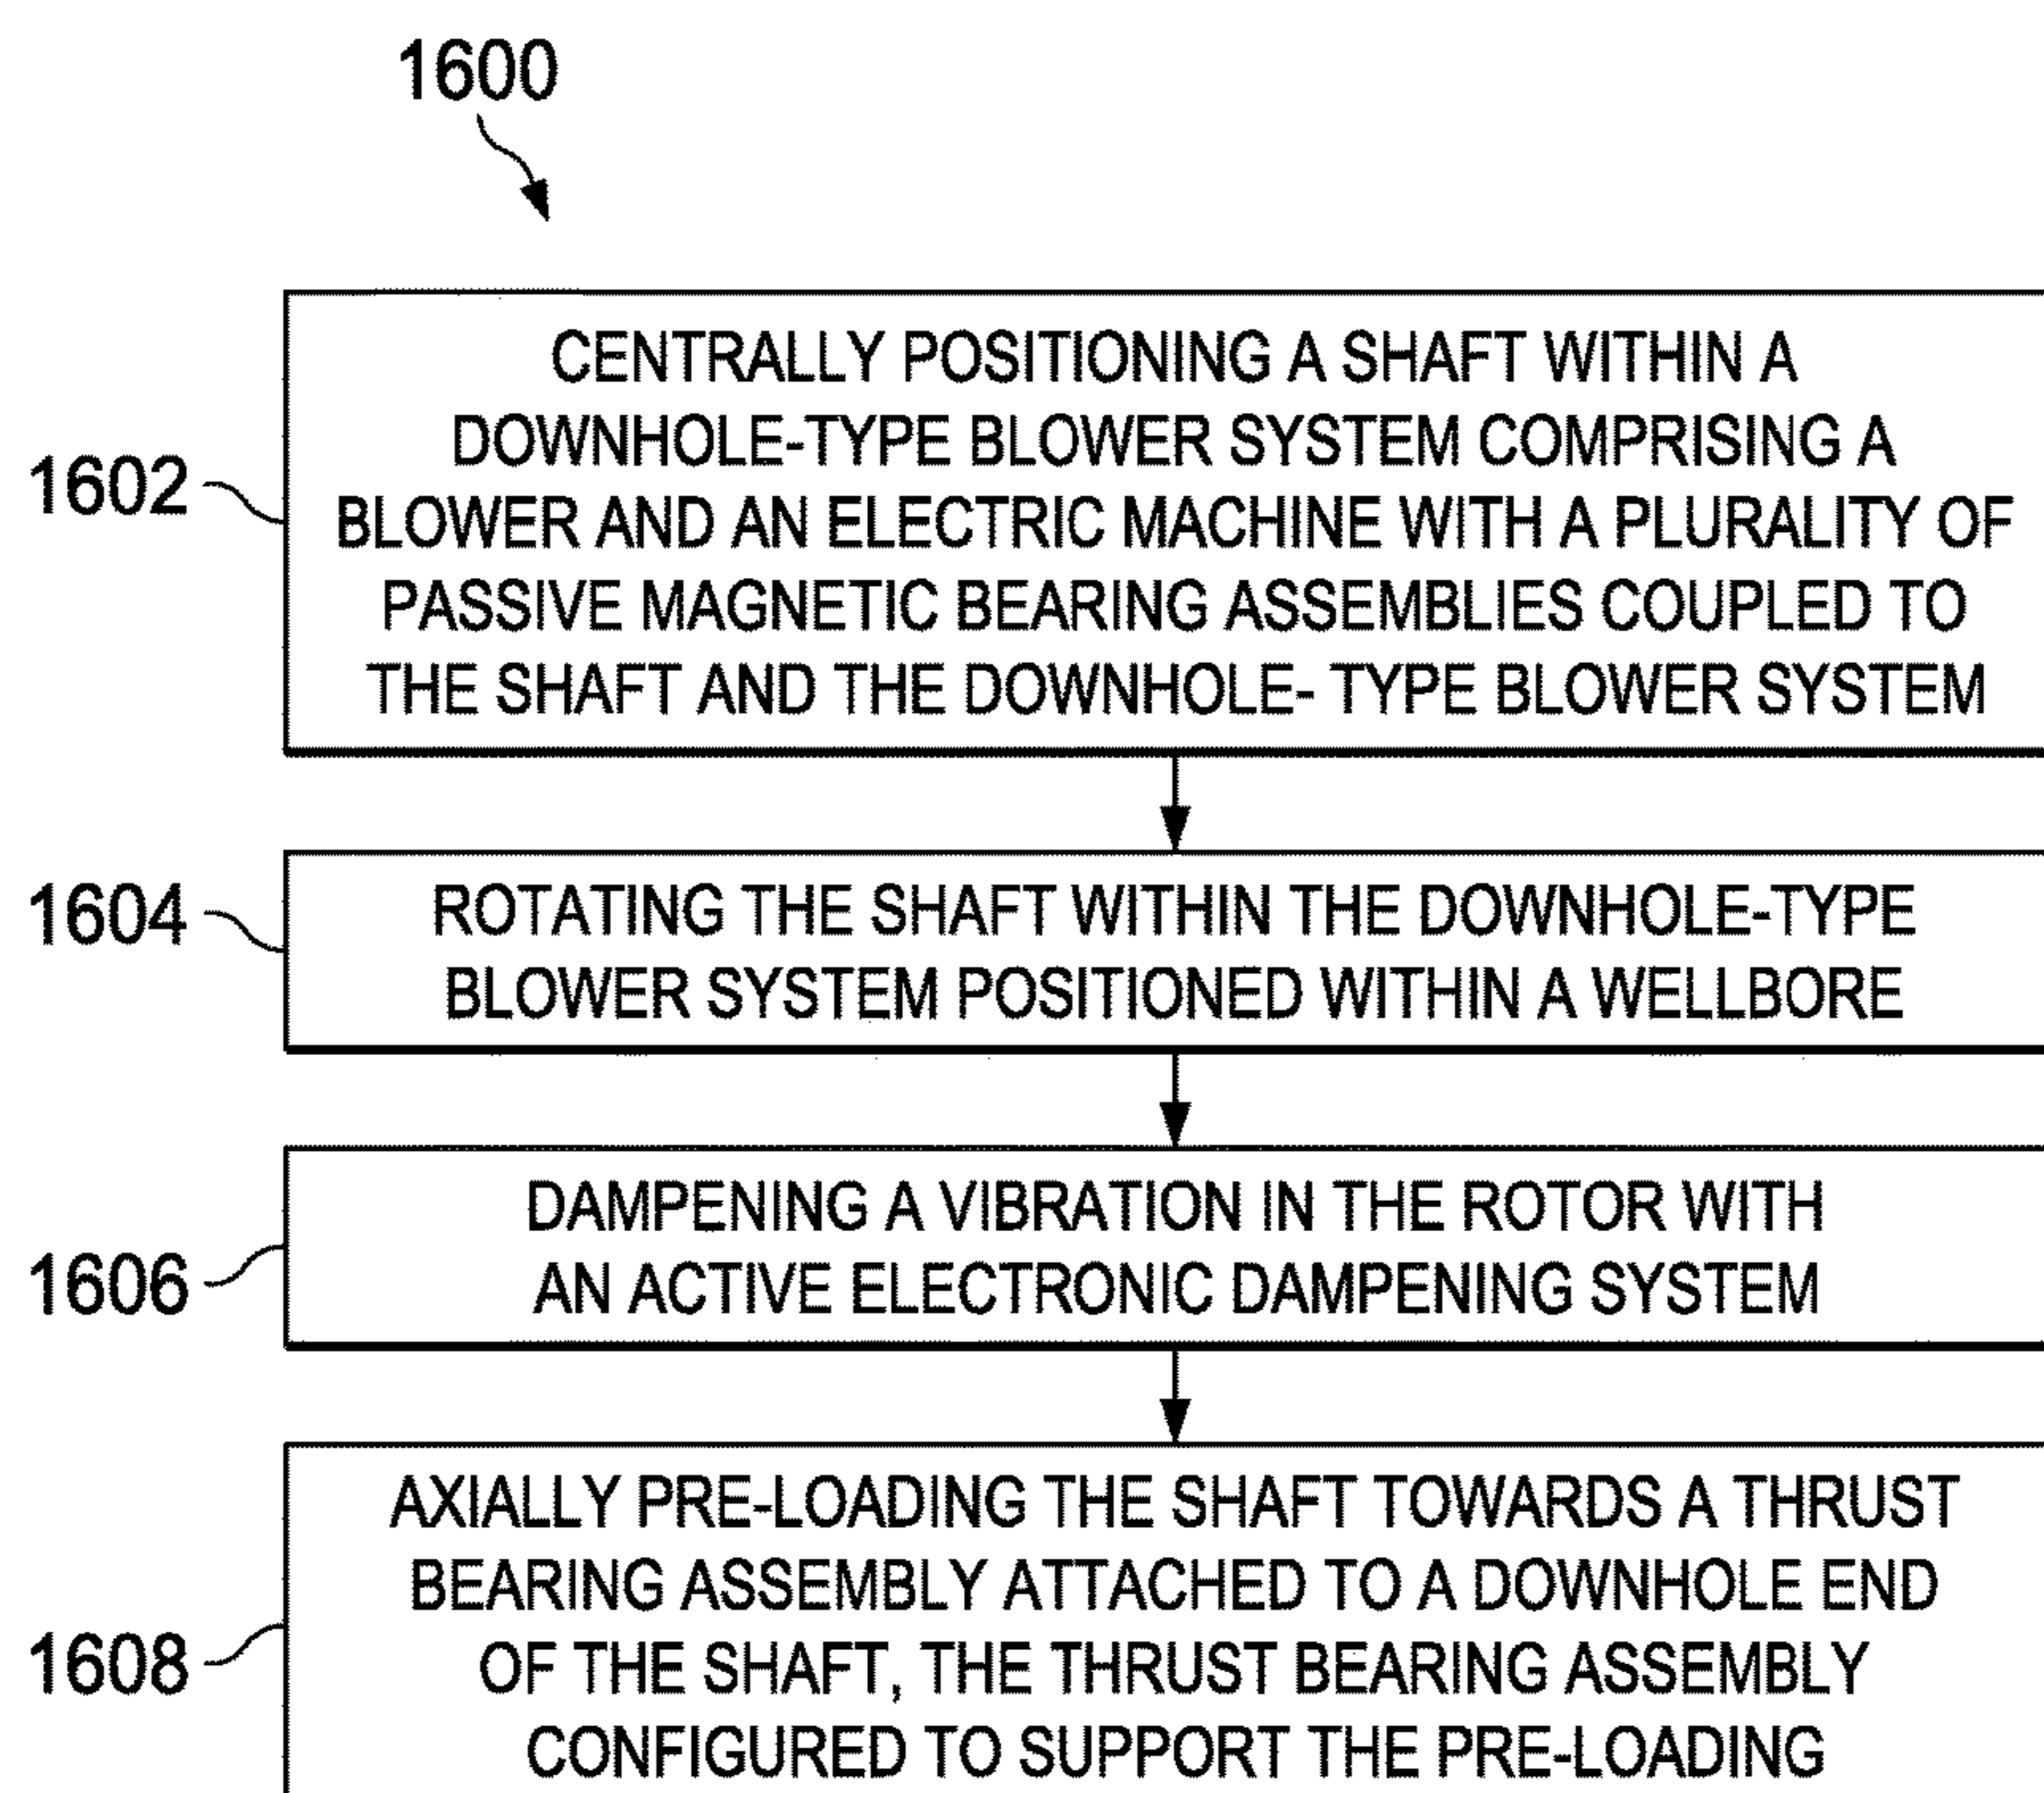 1600
1602
CENTRALLY POSITIONING A SHAFT WITHIN A
DOWNHOLE-TYPE BLOWER SYSTEM COMPRISING A
BLOWER AND AN ELECTRIC MACHINE WITH A PLURALITY OF
PASSIVE MAGNETIC BEARING ASSEMBLIES COUPLED TO
THE SHAFT AND THE DOWNHOLE- TYPE BLOWER SYSTEM
1604
ROTATING THE SHAFT WITHIN THE DOWNHOLE-TYPE
BLOWER SYSTEM POSITIONED WITHIN A WELLBORE
1606
DAMPENING A VIBRATION IN THE ROTOR WITH
AN ACTIVE ELECTRONIC DAMPENING SYSTEM
1608
AXIALLY PRE-LOADING THE SHAFT TOWARDS A THRUST
BEARING ASSEMBLY ATTACHED TO A DOWNHOLE END
OF THE SHAFT, THE THRUST BEARING ASSEMBLY
CONFIGURED TO SUPPORT THE PRE-LOADING